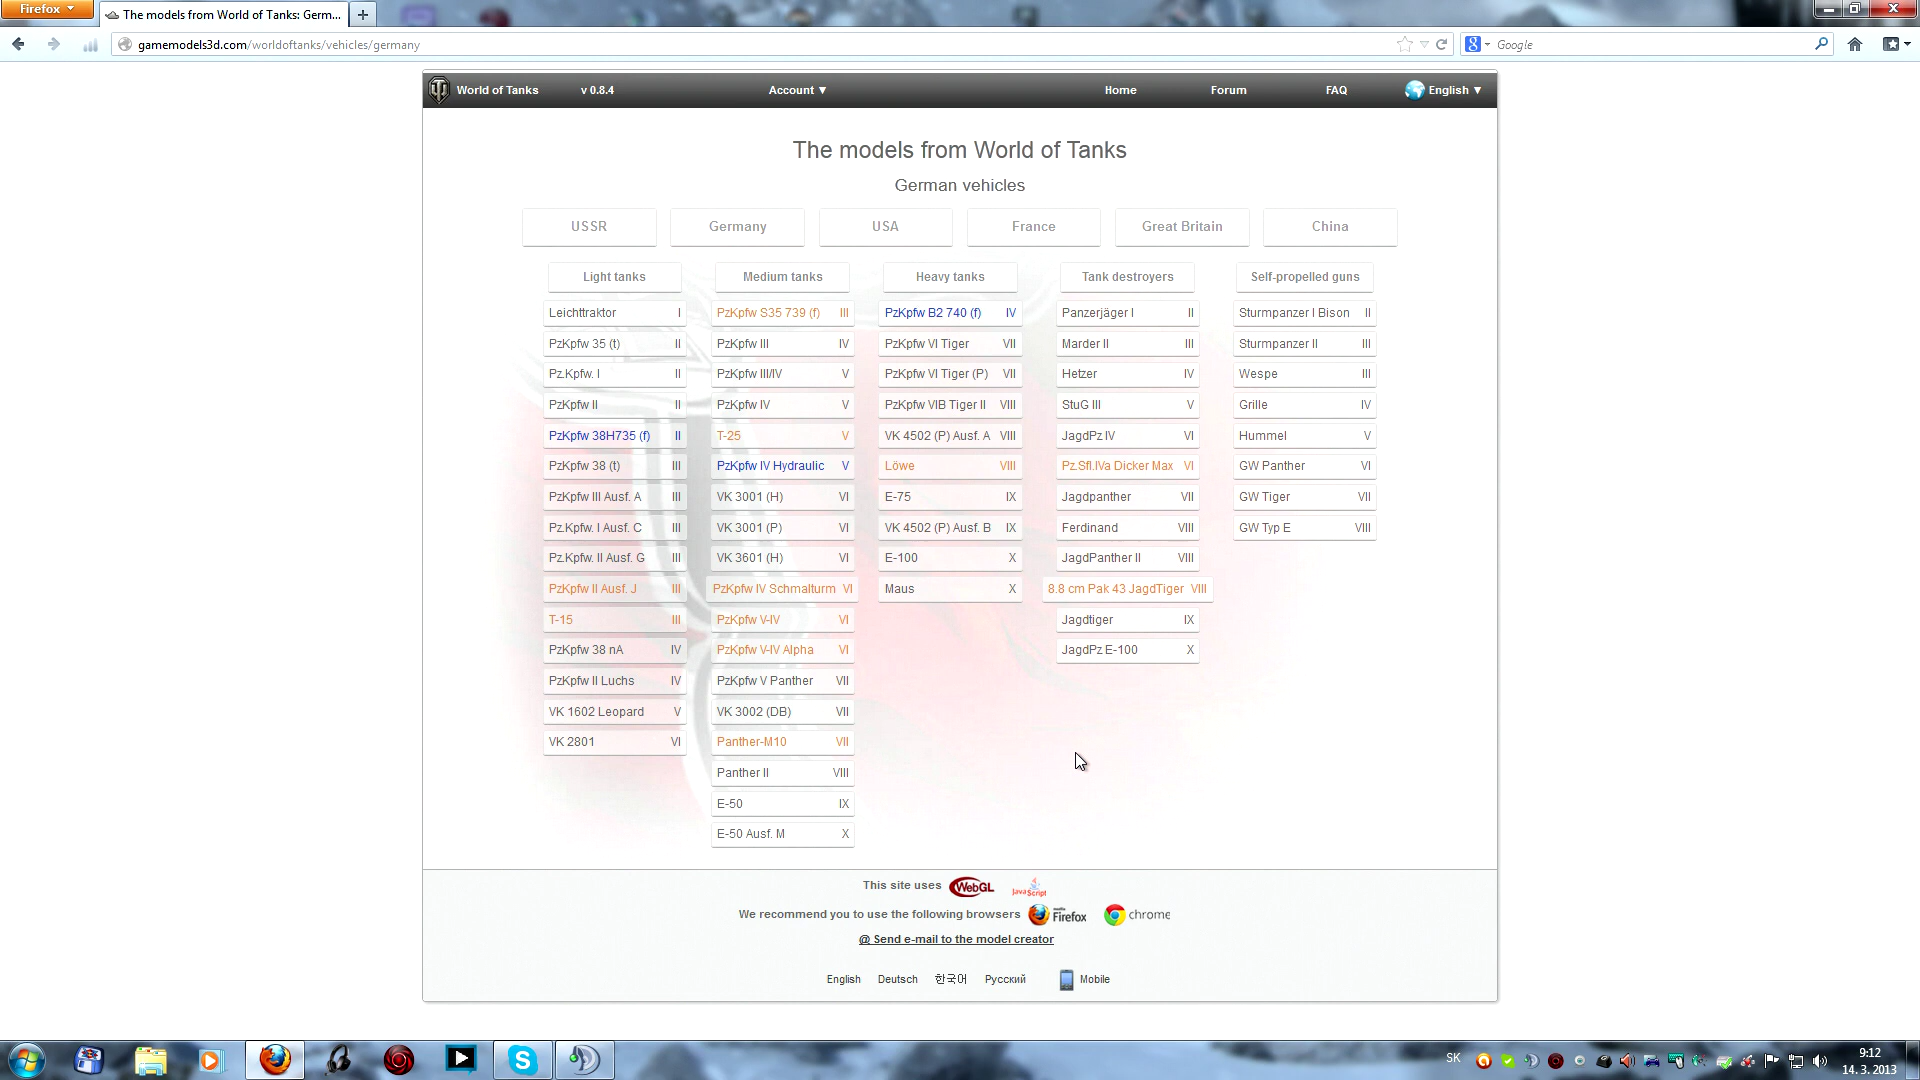 Firefox
The models from World of Tanks: Germ...
gamemodels3d.com/worldoftanks/vehicles/germany
Google
World of Tanks v 0.8.4 Account ▼ Home Forum FAQ English ▼
The models from World of Tanks
German vehicles
USSR Germany USA France Great Britain China
Light tanks
Leichttraktor I
PzKpfw 35 (t) II
Pz.Kpfw. I II
PzKpfw II II
PzKpfw 38H735 (f) II
PzKpfw 38 (t) III
PzKpfw III Ausf. A III
Pz.Kpfw. I Ausf. C III
Pz.Kpfw. II Ausf. G III
PzKpfw II Ausf. J III
T-15 III
PzKpfw 38 nA IV
PzKpfw II Luchs IV
VK 1602 Leopard V
VK 2801 VI
Medium tanks
PzKpfw S35 739 (f) III
PzKpfw III IV
PzKpfw III/IV V
PzKpfw IV V
T-25 V
PzKpfw IV Hydraulic V
VK 3001 (H) VI
VK 3001 (P) VI
VK 3601 (H) VI
PzKpfw IV Schmalturm VI
PzKpfw V-IV VI
PzKpfw V-IV Alpha VI
PzKpfw V Panther VII
VK 3002 (DB) VII
Panther-M10 VII
Panther II VIII
E-50 IX
E-50 Ausf. M X
Heavy tanks
PzKpfw B2 740 (f) IV
PzKpfw VI Tiger VII
PzKpfw VI Tiger (P) VII
PzKpfw VIB Tiger II VIII
VK 4502 (P) Ausf. A VIII
Löwe VIII
E-75 IX
VK 4502 (P) Ausf. B IX
E-100 X
Maus X
Tank destroyers
Panzerjäger I II
Marder II III
Hetzer IV
StuG III V
JagdPz IV VI
Pz.Sfl.IVa Dicker Max VI
Jagdpanther VII
Ferdinand VIII
JagdPanther II VIII
8.8 cm Pak 43 JagdTiger VIII
Jagdtiger IX
JagdPz E-100 X
Self-propelled guns
Sturmpanzer I Bison II
Sturmpanzer II III
Wespe III
Grille IV
Hummel V
GW Panther VI
GW Tiger VII
GW Typ E VIII
This site uses WebGL JavaScript
We recommend you to use the following browsers mozilla Firefox chrome
@ Send e-mail to the model creator
English Deutsch 한국어 Русский Mobile
SK
9:12
14. 3. 2013